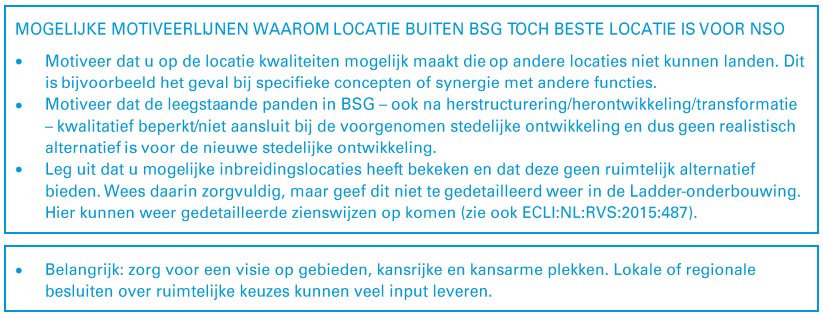 MOGELIJKE MOTIVEERLIJNEN WAAROM LOCATIE BUITEN BSG TOCH BESTE LOCATIE IS VOOR NSO
• Motiveer dat u op de locatie kwaliteiten mogelijk maakt die op andere locaties niet kunnen landen. Dit
is bijvoorbeeld het geval bij specifieke concepten of synergie met andere functies.
• Motiveer dat de leegstaande panden in BSG – ook na herstructurering/herontwikkeling/transformatie
– kwalitatief beperkt/niet aansluit bij de voorgenomen stedelijke ontwikkeling en dus geen realistisch
alternatief is voor de nieuwe stedelijke ontwikkeling.
• Leg uit dat u mogelijke inbreidingslocaties heeft bekeken en dat deze geen ruimtelijk alternatief
bieden. Wees daarin zorgvuldig, maar geef dit niet te gedetailleerd weer in de Ladder-onderbouwing.
Hier kunnen weer gedetailleerde zienswijzen op komen (zie ook ECLI:NL:RVS:2015:487).
• Belangrijk: zorg voor een visie op gebieden, kansrijke en kansarme plekken. Lokale of regionale
besluiten over ruimtelijke keuzes kunnen veel input leveren.